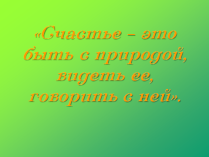 «Счастье – это
быть с природой,
видеть ее,
говорить с ней».